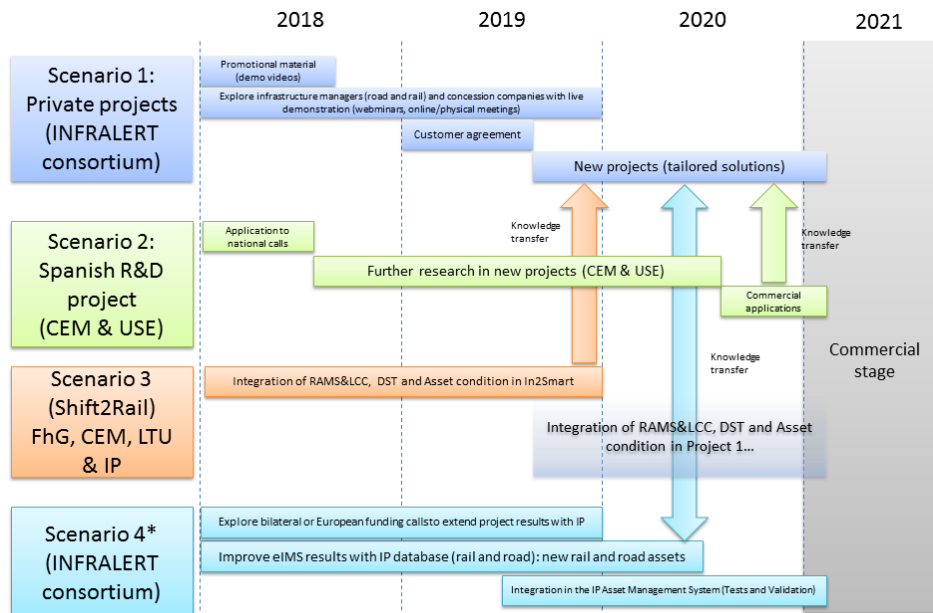 2018
2019
2020
2021
Scenario 1:
Private projects
(INFRALERT
consortium)
Promotional material
(demo videos)
Explore infrastructure managers (road and rail) and concession companies with live
demonstration (webminars, online/physical meetings)
Customer agreement
New projects (tailored solutions)
Knowledge
transfer
Knowledge
transfer
Scenario 2:
Spanish R&D
project
(CEM & USE)
Application to
national calls
Further research in new projects (CEM & USE)
Commercial
applications
Knowledge
transfer
Commercial
stage
Scenario 3
(Shift2Rail)
FhG, CEM, LTU
& IP
Integration of RAMS&LCC, DST and Asset condition in In2Smart
Integration of RAMS&LCC, DST and Asset
condition in Project 1...
Scenario 4*
(INFRALERT
consortium)
Explore bilateral or European funding calls to extend project results with IP
Improve eIMS results with IP database (rail and road): new rail and road assets
Integration in the IP Asset Management System (Tests and Validation)